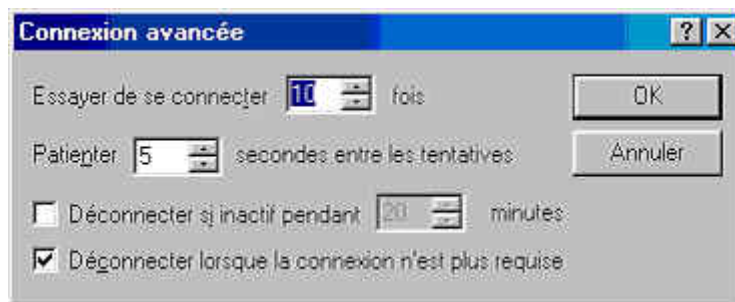 Connexion avancée
Essayer de se connecter 10 fois OK
Patienter 5 secondes entre les tentatives Annuler
Déconnecter si inactif pendant 20 minutes
Déconnecter lorsque la connexion n'est plus requise